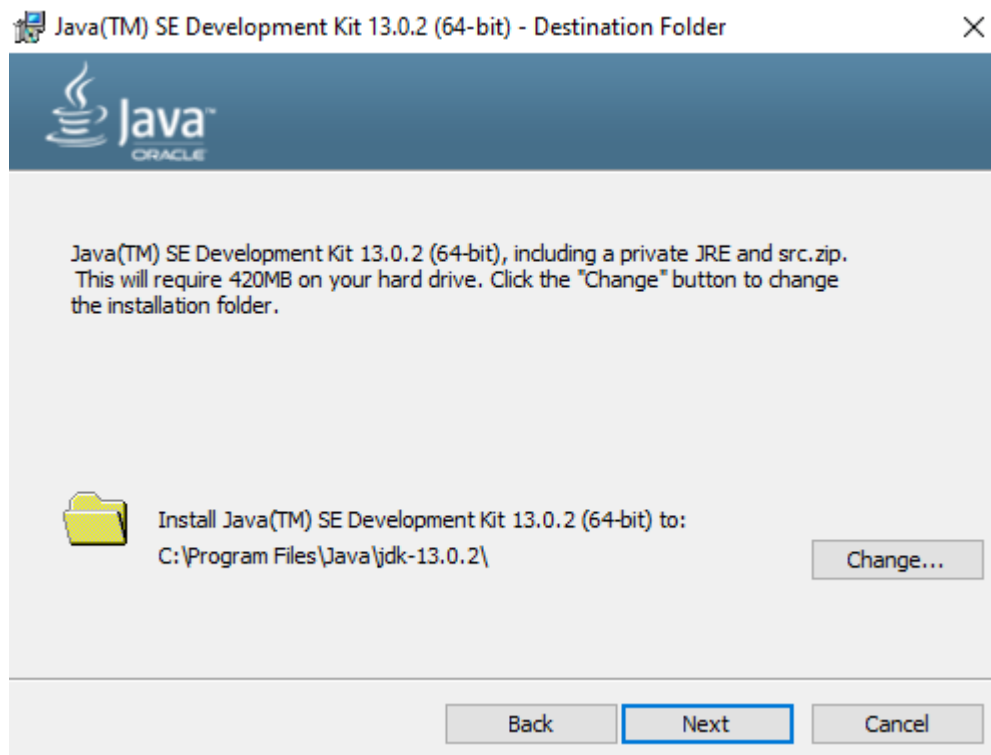 Java(TM) SE Development Kit 13.0.2 (64-bit) - Destination Folder
Java™
ORACLE
Java(TM) SE Development Kit 13.0.2 (64-bit), including a private JRE and src.zip.
This will require 420MB on your hard drive. Click the "Change" button to change
the installation folder.
Install Java(TM) SE Development Kit 13.0.2 (64-bit) to:
C:\Program Files\Java\jdk-13.0.2\
Change...
Back
Next
Cancel